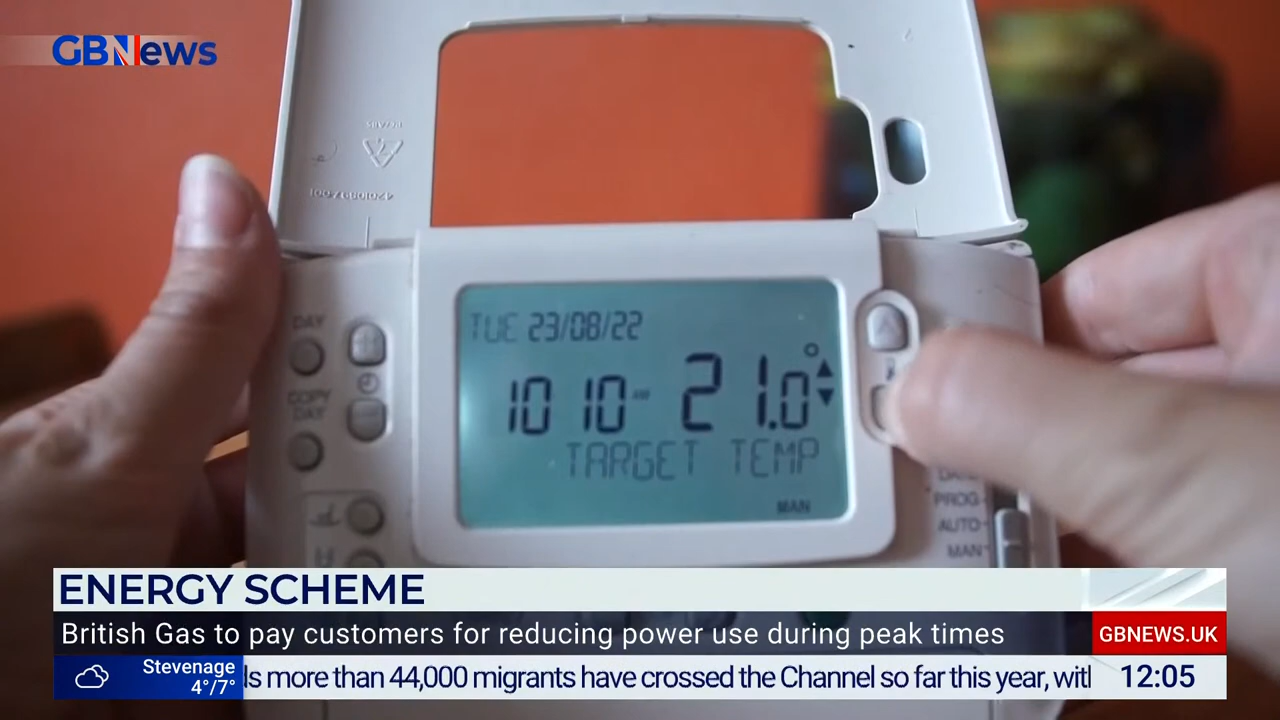 GBNEWS
TUE 23/08/22
10 10 AM 21.0°
TARGET TEMP
MAN
DAY
COPY
DAY
PROG
AUTO
MAN
ENERGY SCHEME
British Gas to pay customers for reducing power use during peak times
GBNEWS.UK
Stevenage
4°/7°
more than 44,000 migrants have crossed the Channel so far this year,
12:05